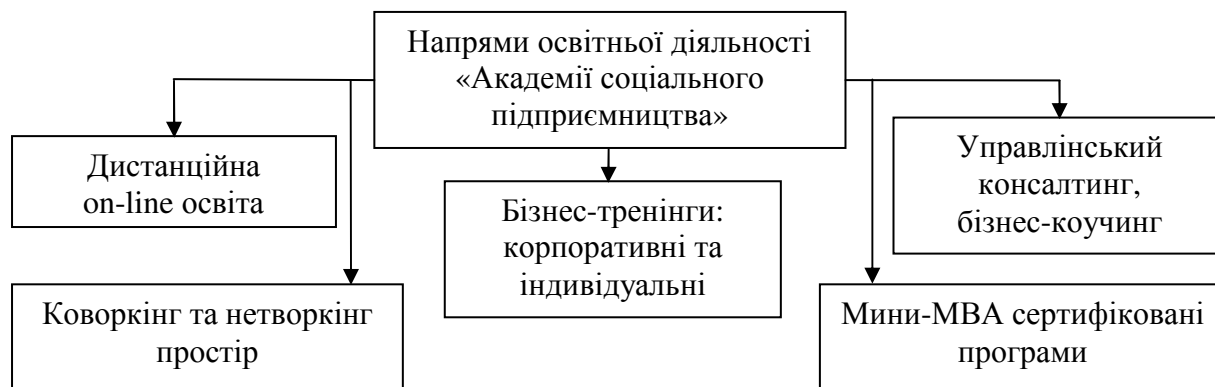 Напрями освітньої діяльності
«Академії соціального
підприємництва»
Дистанційна
on-line освіта
Бізнес-тренінги:
корпоративні та
індивідуальні
Управлінський
консалтинг,
бізнес-коучинг
Коворкінг та нетворкінг
простір
Мини-МВА сертифіковані
програми